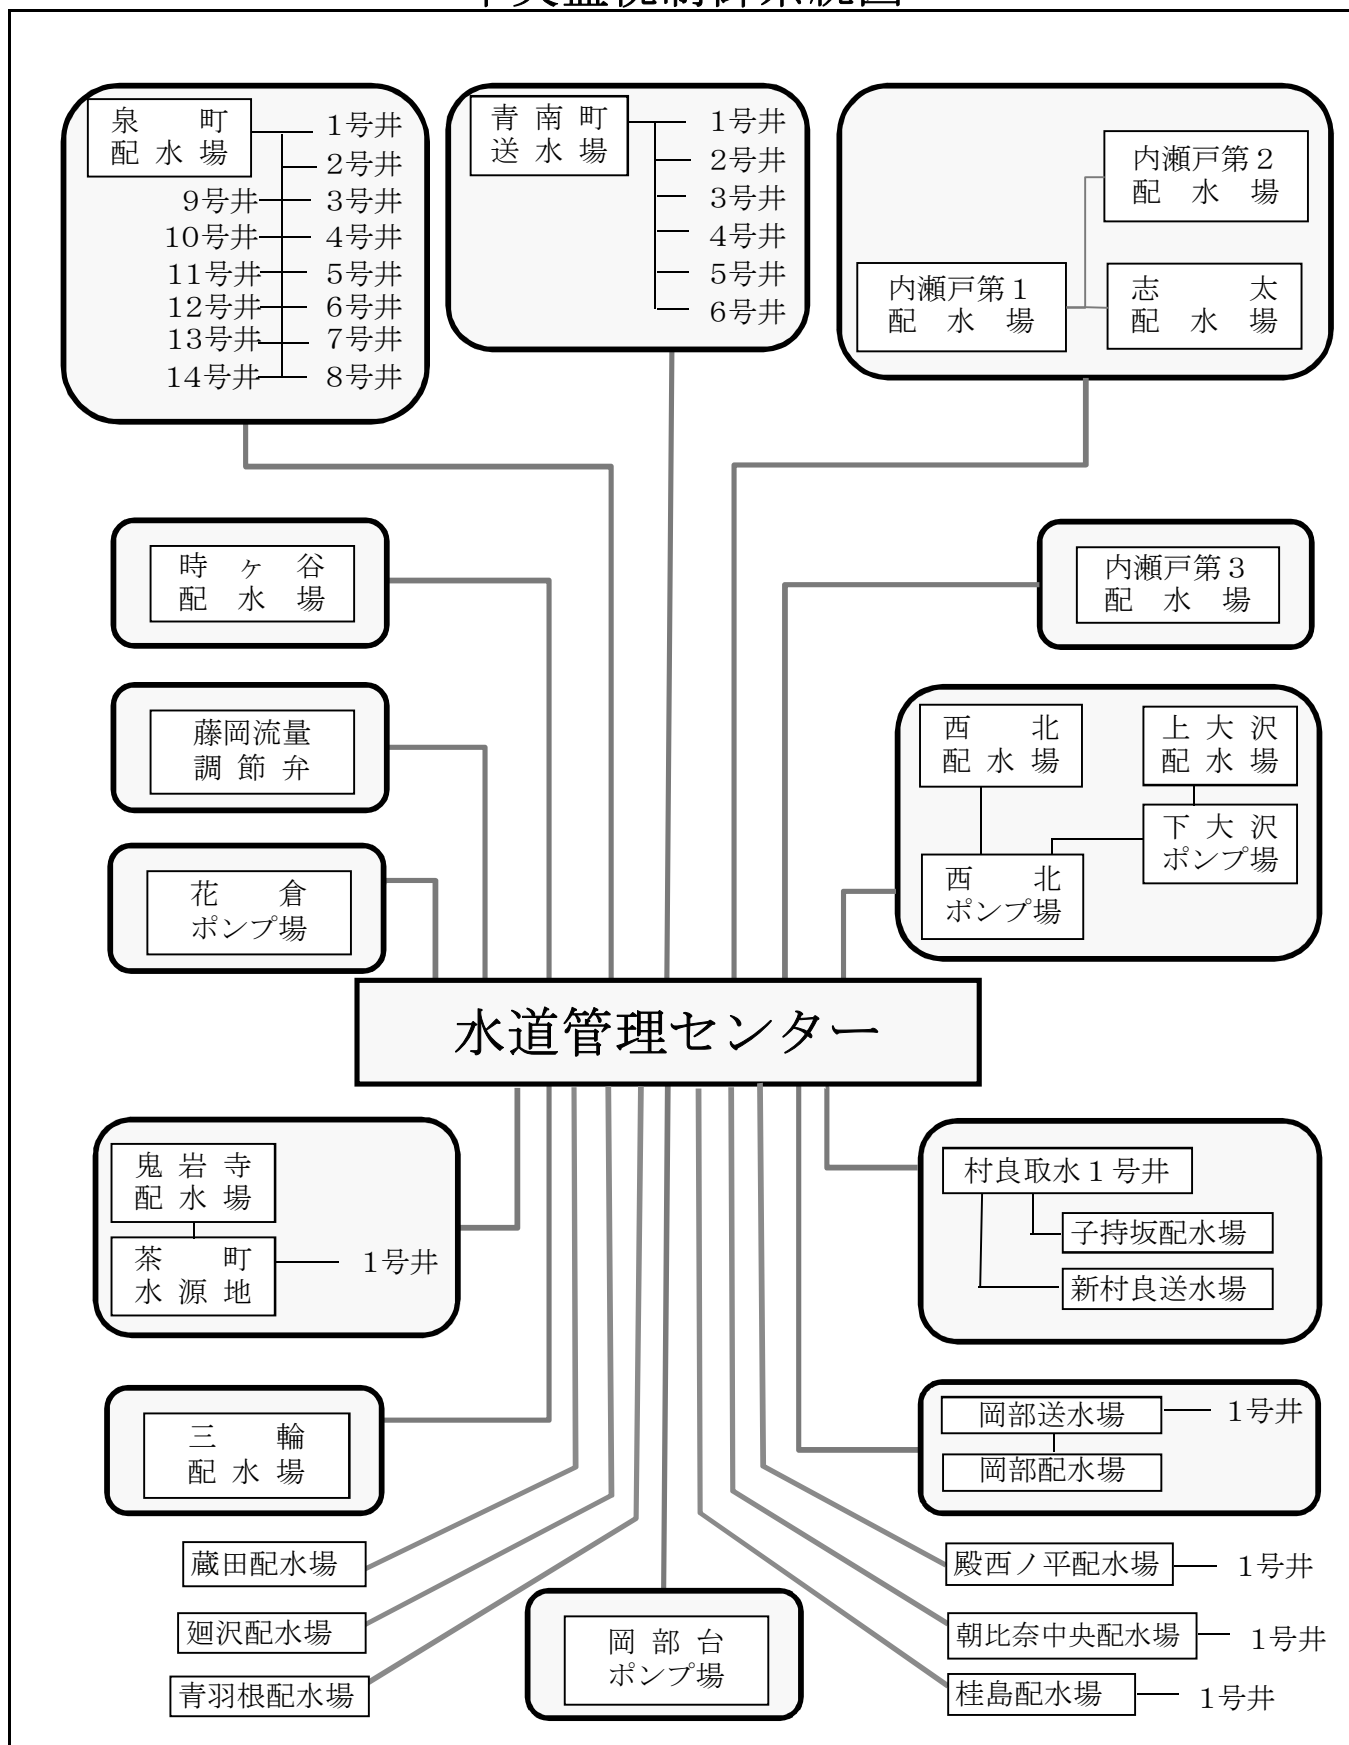 泉町
配水場
1号井
2号井
9号井 3号井
10号井 4号井
11号井 5号井
12号井 6号井
13号井 7号井
14号井 8号井
青南町
送水場
1号井
2号井
3号井
4号井
5号井
6号井
内瀬戸第２
配水場
内瀬戸第１
配水場
志太
配水場
時ヶ谷
配水場
内瀬戸第３
配水場
藤岡流量
調節弁
西北
配水場
上大沢
配水場
下大沢
ポンプ場
西北
ポンプ場
花倉
ポンプ場
水道管理センター
鬼岩寺
配水場
茶町
水源地
1号井
村良取水１号井
子持坂配水場
新村良送水場
三輪
配水場
岡部送水場 1号井
岡部配水場
蔵田配水場
廻沢配水場
青羽根配水場
岡部台
ポンプ場
殿西ノ平配水場 1号井
朝比奈中央配水場 1号井
桂島配水場 1号井